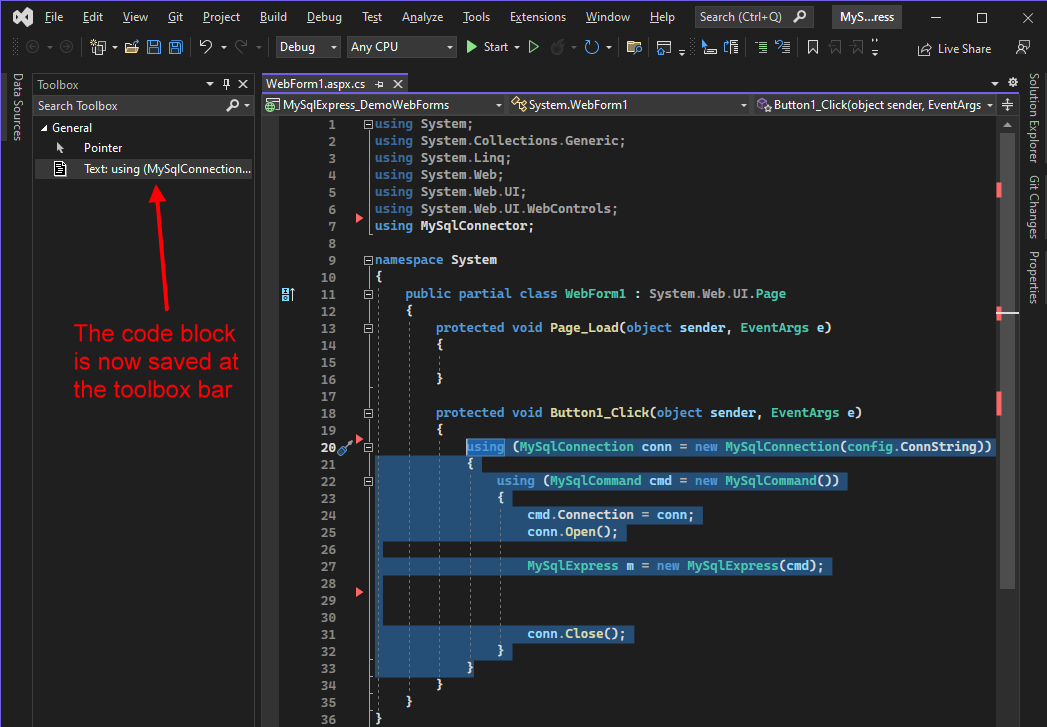 File Edit View Git Project Build Debug Test Analyze Tools Extensions Window Help Search (Ctrl+Q) MyS...ress
Debug Any CPU Start Live Share
Data Sources
Toolbox
Search Toolbox
General
Pointer
Text: using (MySqlConnection...
The code block
is now saved at
the toolbox bar
WebForm1.aspx.cs
MySqlExpress_DemoWebForms System.WebForm1 Button1_Click(object sender, EventArgs
1 using System;
2 using System.Collections.Generic;
3 using System.Linq;
4 using System.Web;
5 using System.Web.UI;
6 using System.Web.UI.WebControls;
7 using MySqlConnector;
8
9 namespace System
10 {
11 public partial class WebForm1 : System.Web.UI.Page
12 {
13 protected void Page_Load(object sender, EventArgs e)
14 {
15
16 }
17
18 protected void Button1_Click(object sender, EventArgs e)
19 {
20 using (MySqlConnection conn = new MySqlConnection(config.ConnString))
21 {
22 using (MySqlCommand cmd = new MySqlCommand())
23 {
24 cmd.Connection = conn;
25 conn.Open();
26
27 MySqlExpress m = new MySqlExpress(cmd);
28
29
30
31 conn.Close();
32 }
33 }
34 }
35 }
36 }
Solution Explorer
Git Changes
Properties